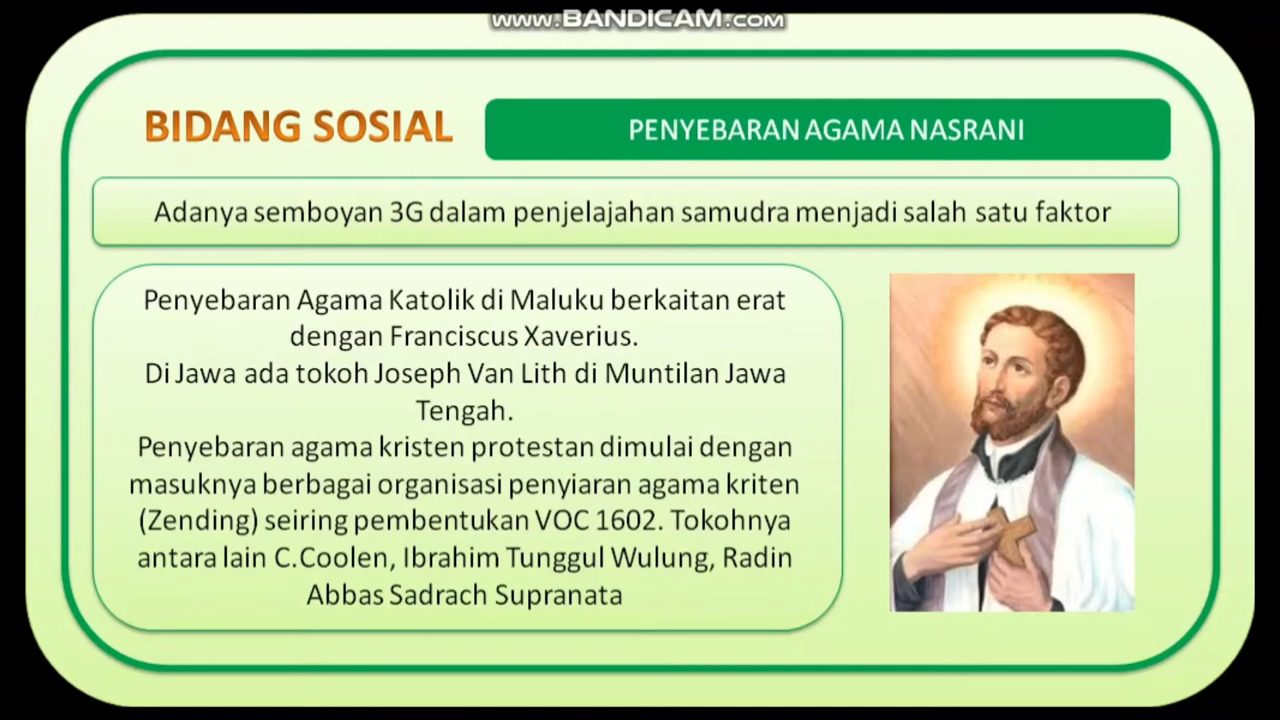 www.BANDICAM.com
BIDANG SOSIAL
PENYEBARAN AGAMA NASRANI
Adanya semboyan 3G dalam penjelajahan samudra menjadi salah satu faktor
Penyebaran Agama Katolik di Maluku berkaitan erat
dengan Franciscus Xaverius.
Di Jawa ada tokoh Joseph Van Lith di Muntilan Jawa
Tengah.
Penyebaran agama kristen protestan dimulai dengan
masuknya berbagai organisasi penyiaran agama kriten
(Zending) seiring pembentukan VOC 1602. Tokohnya
antara lain C.Coolen, Ibrahim Tunggul Wulung, Radin
Abbas Sadrach Supranata